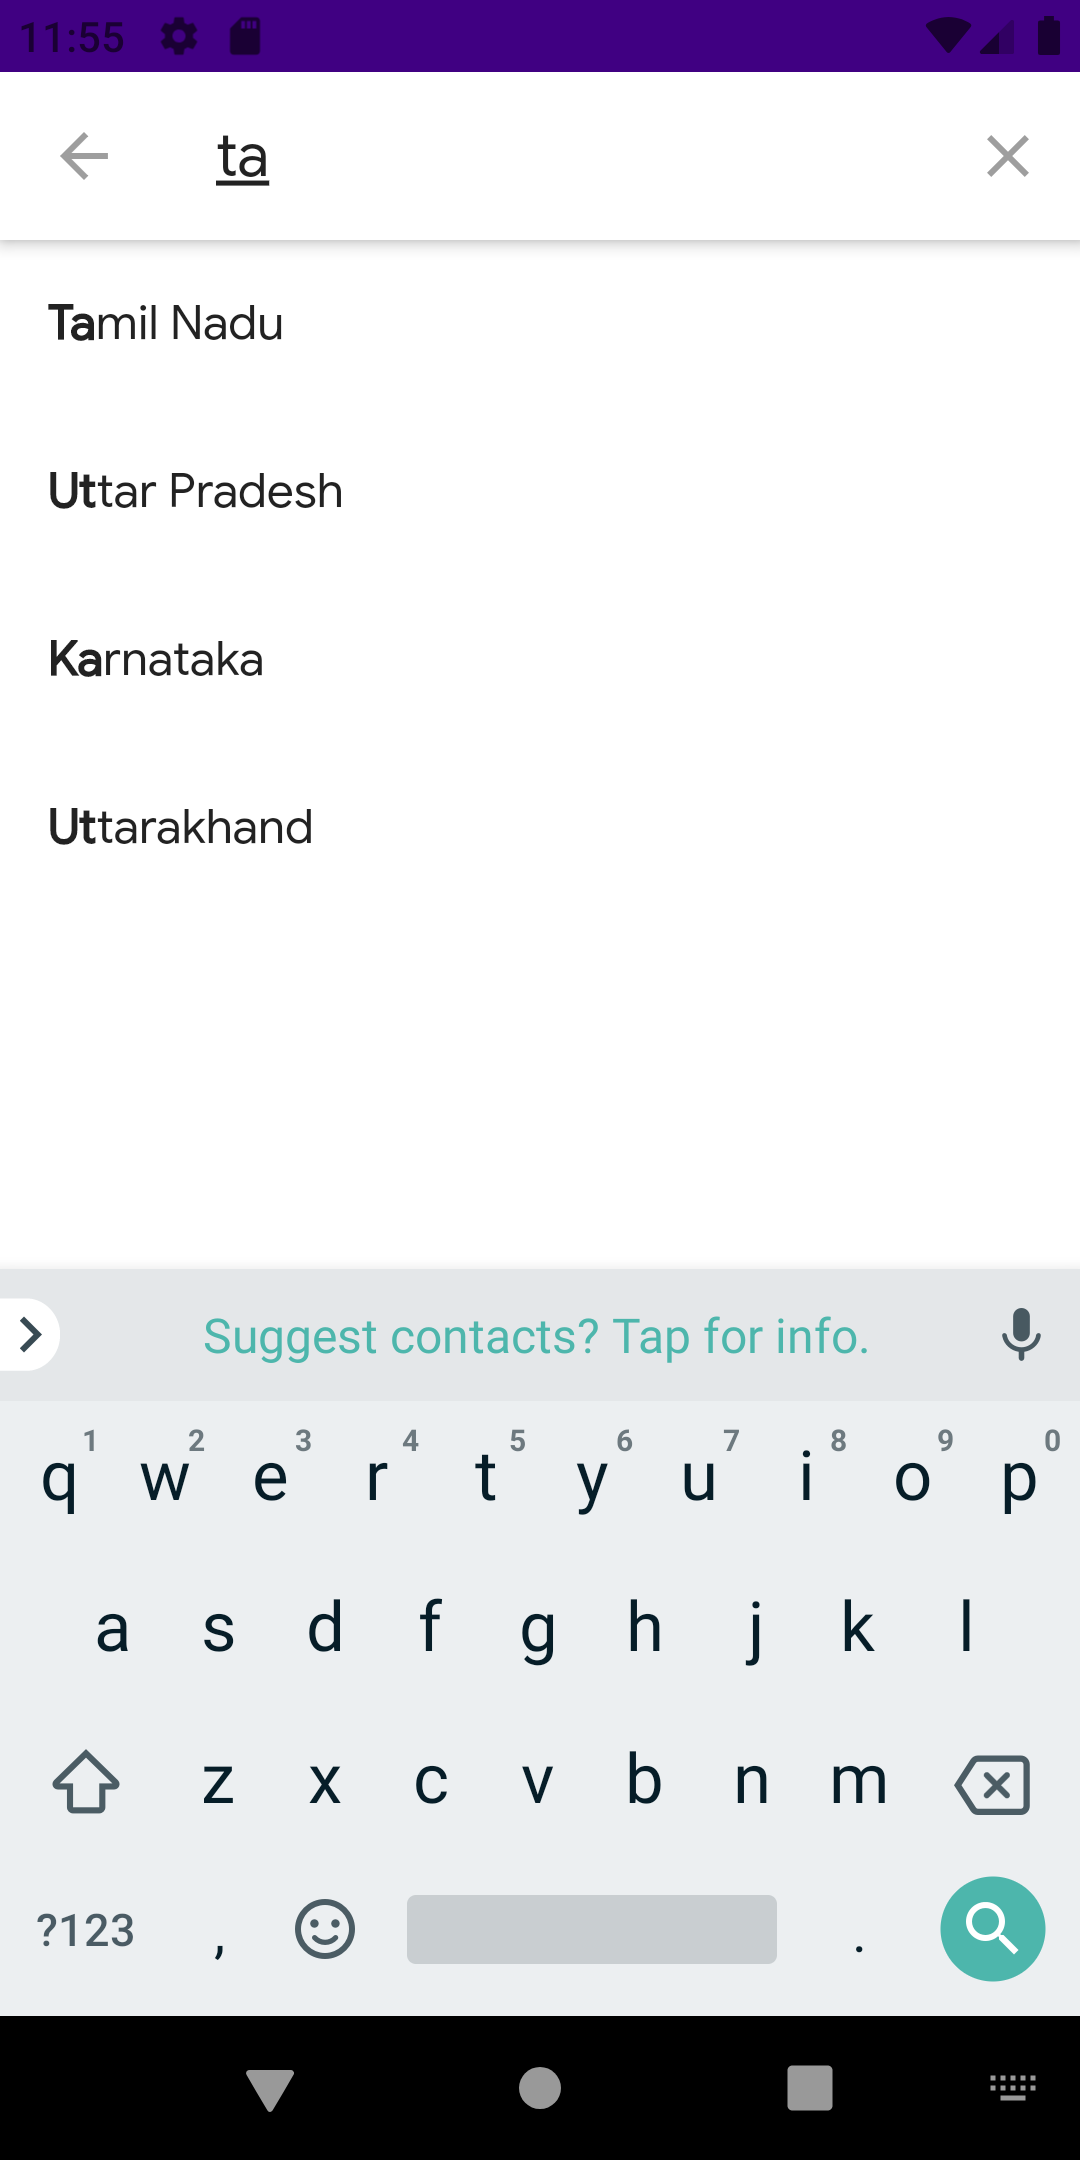 11:55
ta
Tamil Nadu
Uttar Pradesh
Karnataka
Uttarakhand
Suggest contacts? Tap for info.
1 2 3 4 5 6 7 8 9 0
q w e r t y u i o p
a s d f g h j k l
z x c v b n m
?123 , .